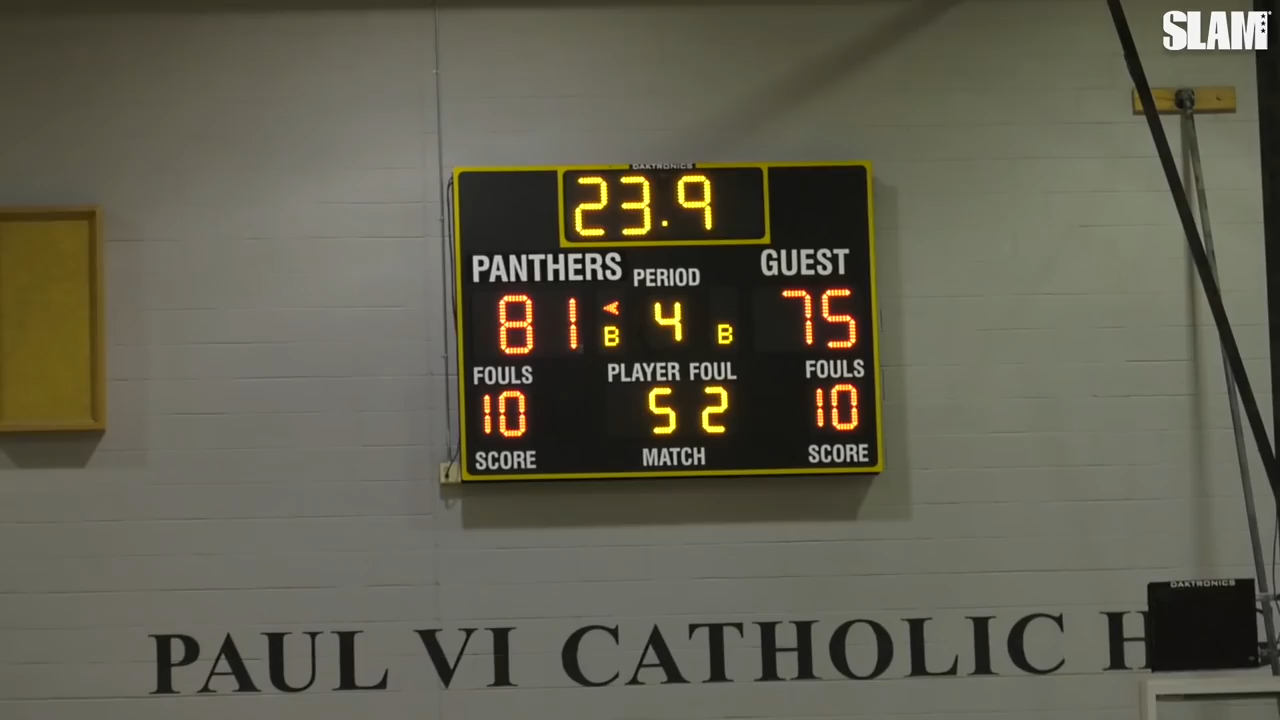 SLAM
DAKTRONICS
23.9
PANTHERS PERIOD GUEST
81 B 4 B 75
FOULS PLAYER FOUL FOULS
10 5 2 10
SCORE MATCH SCORE
DAKTRONICS
PAUL VI CATHOLIC H